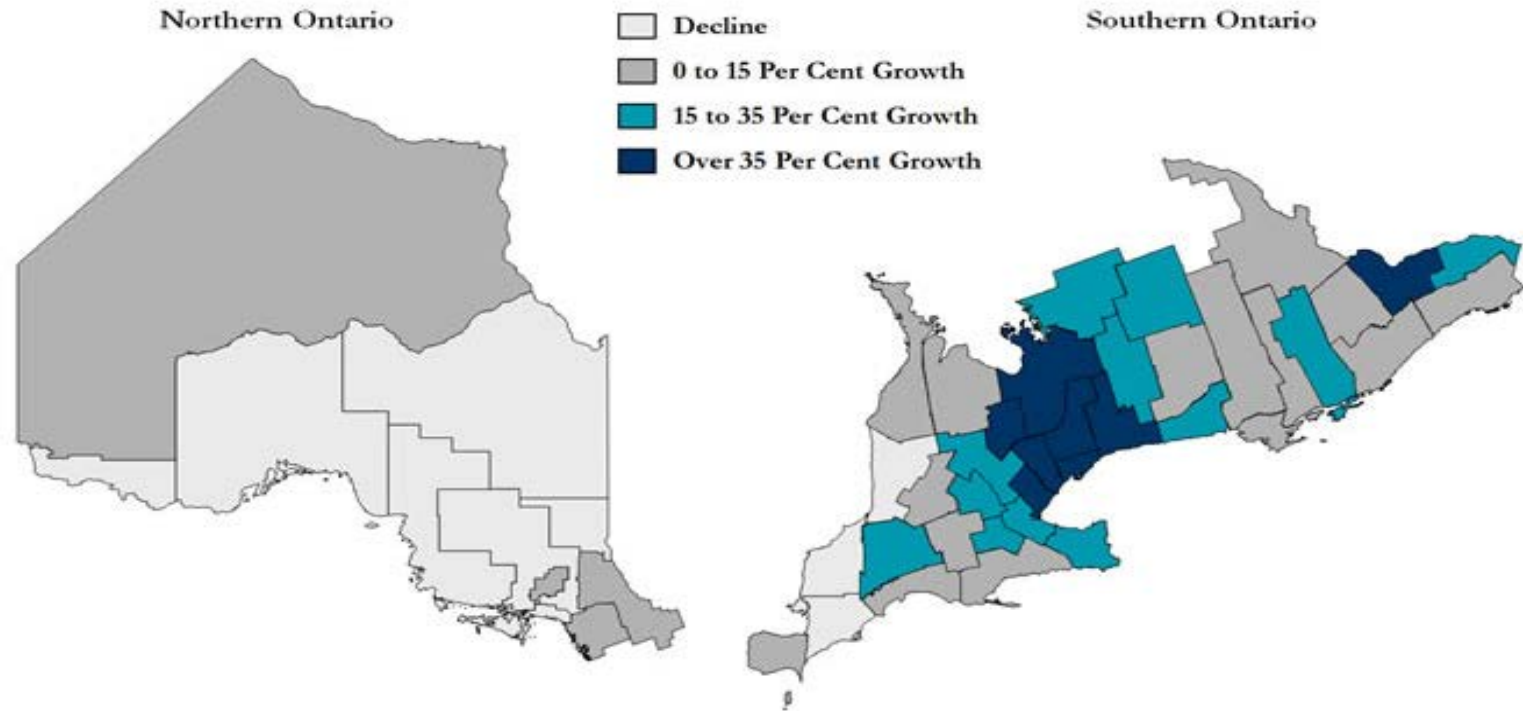 Northern Ontario
Decline
0 to 15 Per Cent Growth
15 to 35 Per Cent Growth
Over 35 Per Cent Growth
Southern Ontario